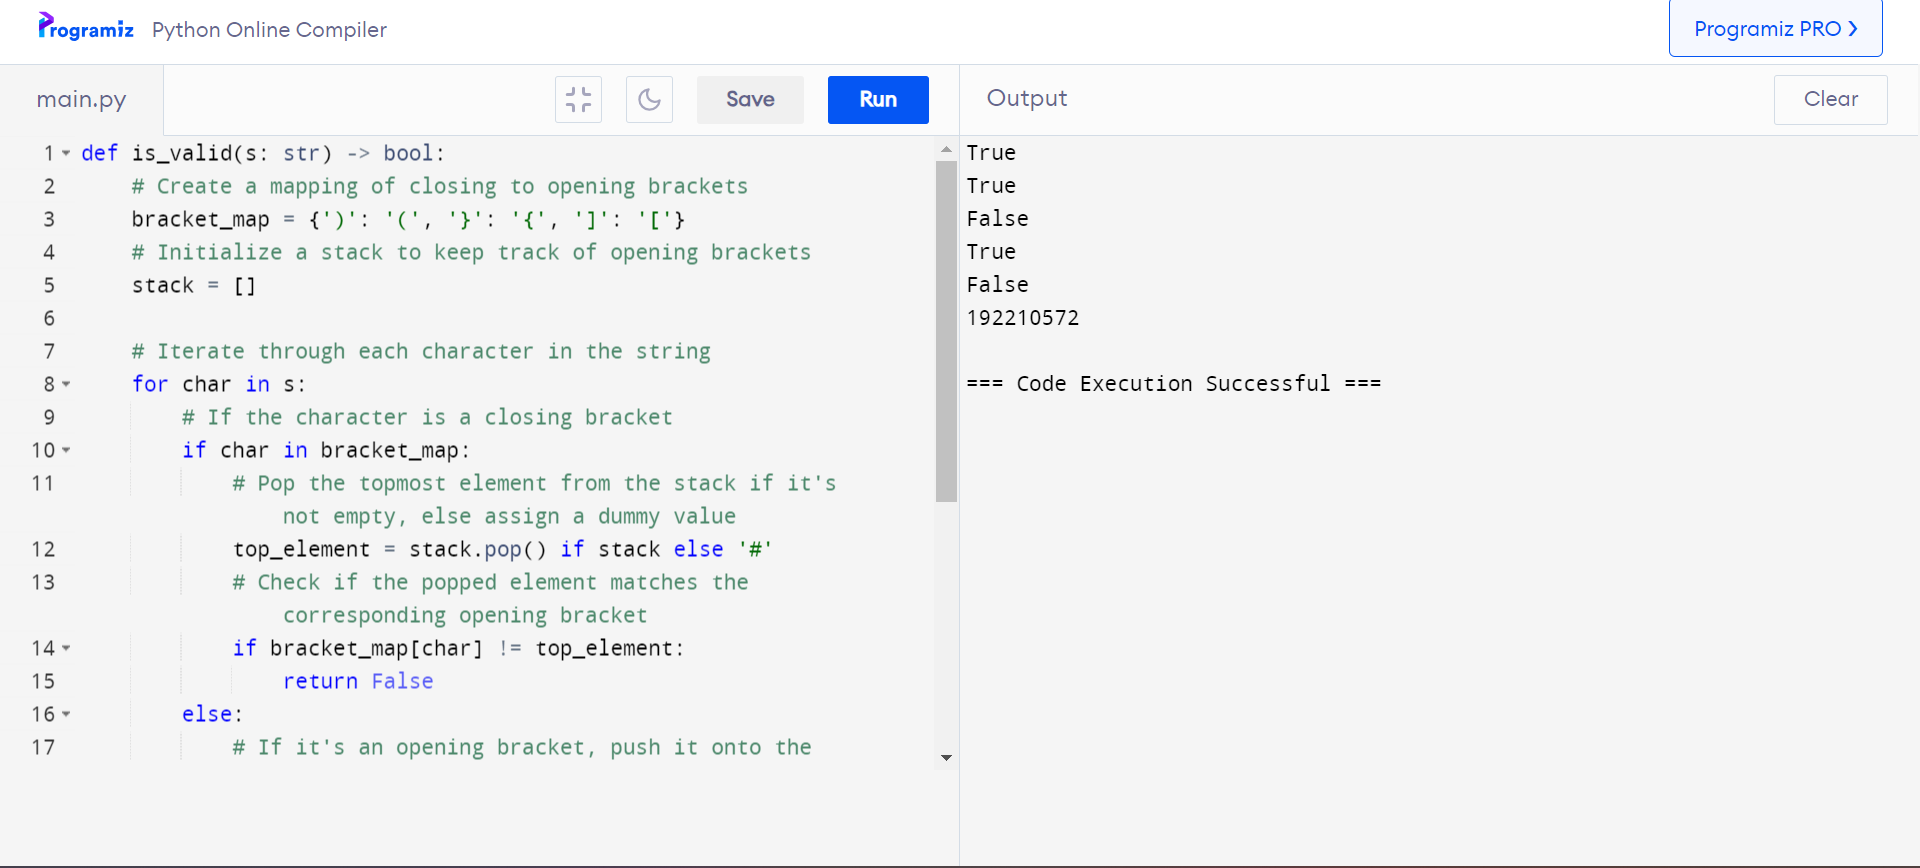 Programiz Python Online Compiler
Programiz PRO ❯
main.py
Save
Run
Output
Clear
1 def is_valid(s: str) -> bool:
2     # Create a mapping of closing to opening brackets
3     bracket_map = {')': '(', '}': '{', ']': '['}
4     # Initialize a stack to keep track of opening brackets
5     stack = []
6
7     # Iterate through each character in the string
8     for char in s:
9         # If the character is a closing bracket
10         if char in bracket_map:
11             # Pop the topmost element from the stack if it's
not empty, else assign a dummy value
12             top_element = stack.pop() if stack else '#'
13             # Check if the popped element matches the
corresponding opening bracket
14             if bracket_map[char] != top_element:
15                 return False
16         else:
17             # If it's an opening bracket, push it onto the
True
True
False
True
False
192210572
=== Code Execution Successful ===